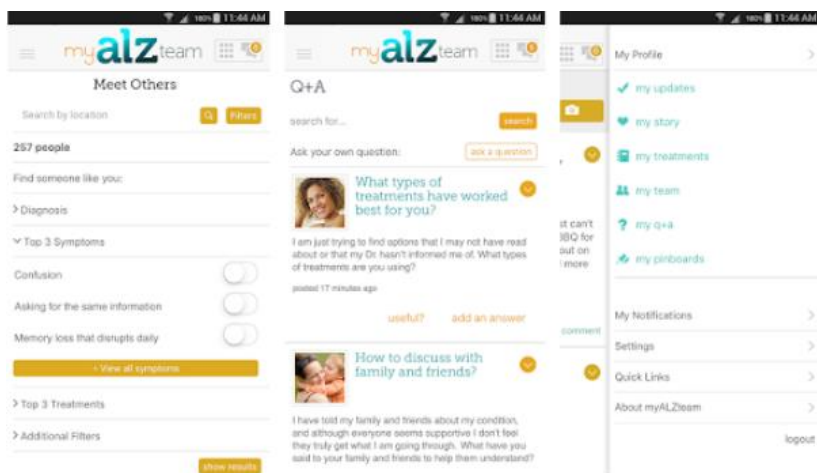 100% 11:44 AM
myalzteam
Meet Others
Search by location
Filters
257 people
Find someone like you:
> Diagnosis
Top 3 Symptoms
Confusion
Asking for the same information
Memory loss that disrupts daily
+ View all symptoms
> Top 3 Treatments
> Additional Filters
show results
100% 11:44 AM
myalzteam
Q+A
search for...
search
Ask your own question:
ask a question
What types of
treatments have worked
best for you?
I am just trying to find options that I may not have read
about or that my Dr. hasn't informed me of. What types
of treatments are you using?
posted 17 minutes ago
useful? add an answer
How to discuss with
family and friends?
I have told my family and friends about my condition,
and although everyone seems supportive I don't feel
they truly get what I am going through. What have you
said to your family and friends to help them understand?
100% 11:44 AM
st can't
BBQ for
out on
more
comment
My Profile >
my updates
my story
my treatments
my team
? my q+a
my pinboards
My Notifications >
Settings >
Quick Links >
About myALZteam >
logout